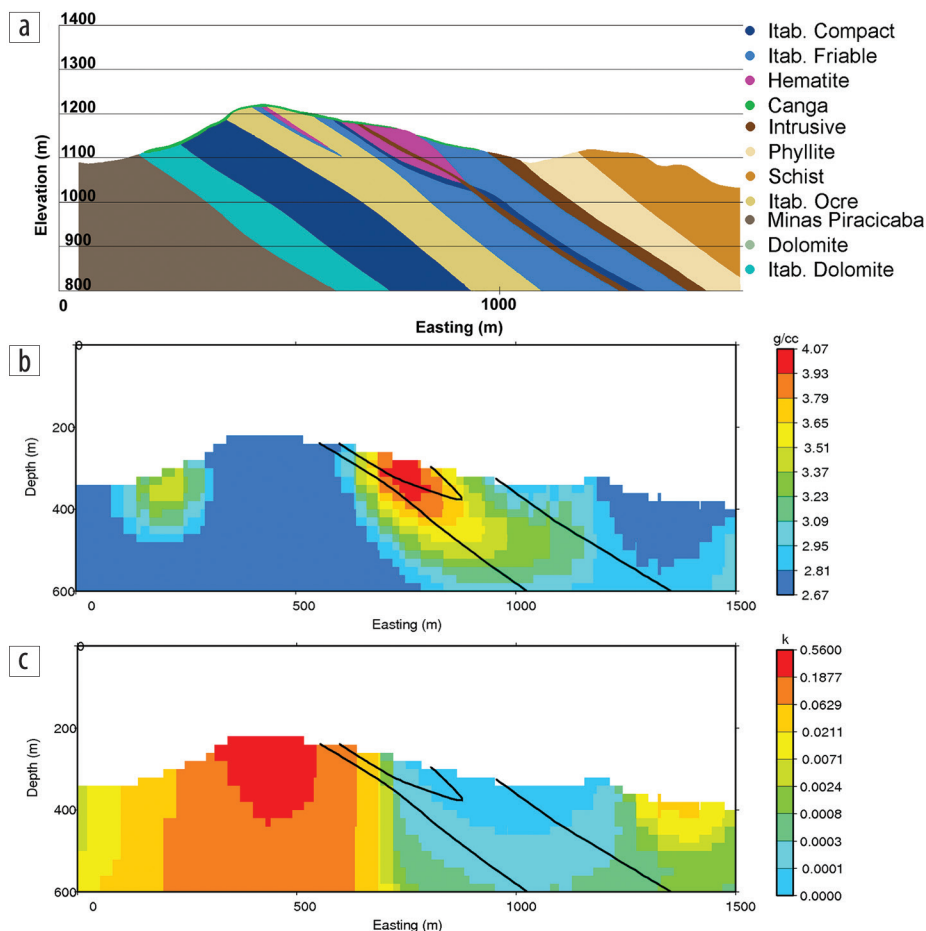 a
1400
1300
1200
1100
1000
900
800
Elevation (m)
0
1000
Easting (m)
Itab. Compact
Itab. Friable
Hematite
Canga
Intrusive
Phyllite
Schist
Itab. Ocre
Minas Piracicaba
Dolomite
Itab. Dolomite
b
0
200
400
600
Depth (m)
0
500
1000
1500
Easting (m)
g/cc
4.07
3.93
3.79
3.65
3.51
3.37
3.23
3.09
2.95
2.81
2.67
c
0
200
400
600
Depth (m)
0
500
1000
1500
Easting (m)
k
0.5600
0.1877
0.0629
0.0211
0.0071
0.0024
0.0008
0.0003
0.0001
0.0000